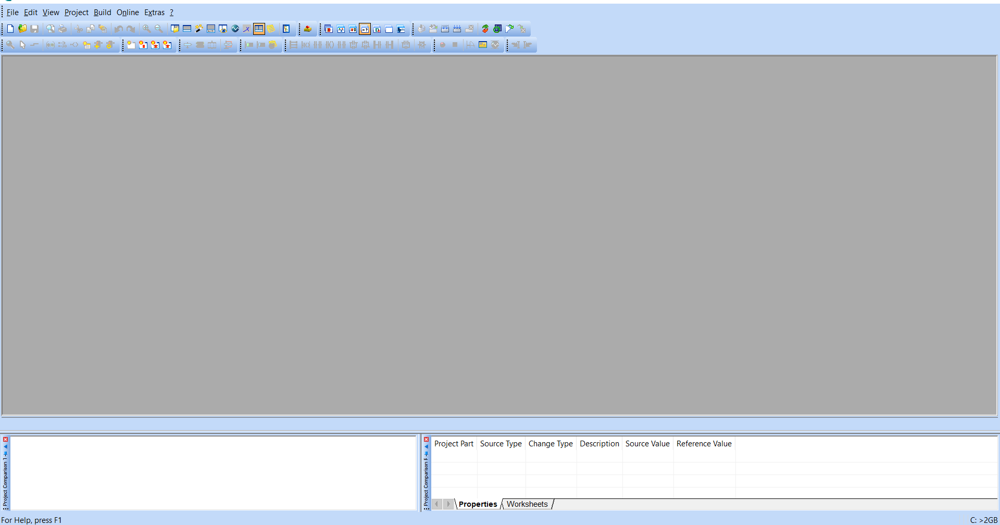 File Edit View Project Build Online Extras ?
Project Comparison
Project Comparison
Project Part Source Type Change Type Description Source Value Reference Value
Properties Worksheets
For Help, press F1
C: >2GB